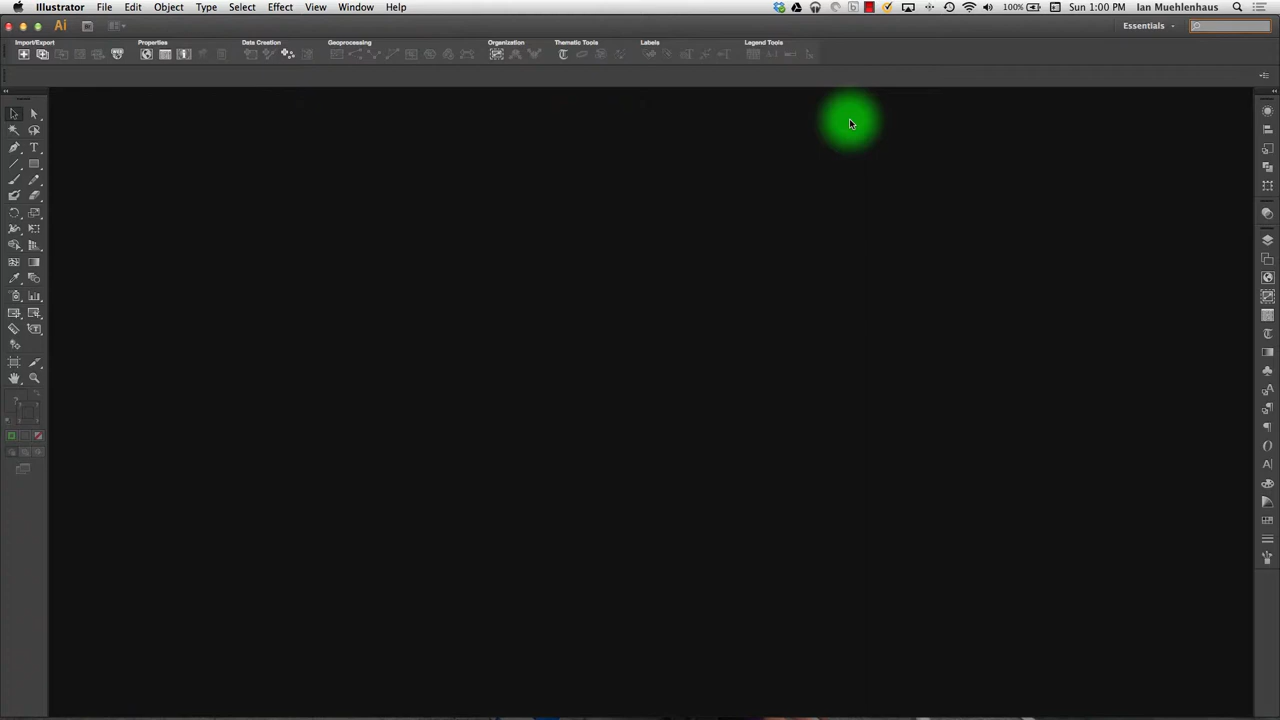 Illustrator File Edit Object Type Select Effect View Window Help 100% Sun 1:00 PM Ian Muehlenhaus
Ai Essentials
Import/Export Properties Data Creation Geoprocessing Organization Thematic Tools Labels Legend Tools